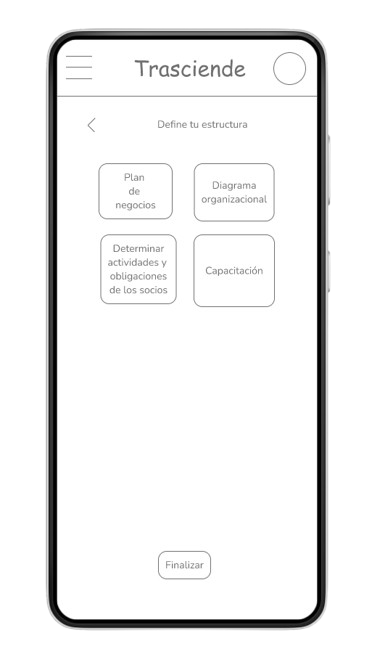 Trasciende
Define tu estructura
Plan
de
negocios
Diagrama
organizacional
Determinar
actividades y
obligaciones
de los socios
Capacitación
Finalizar